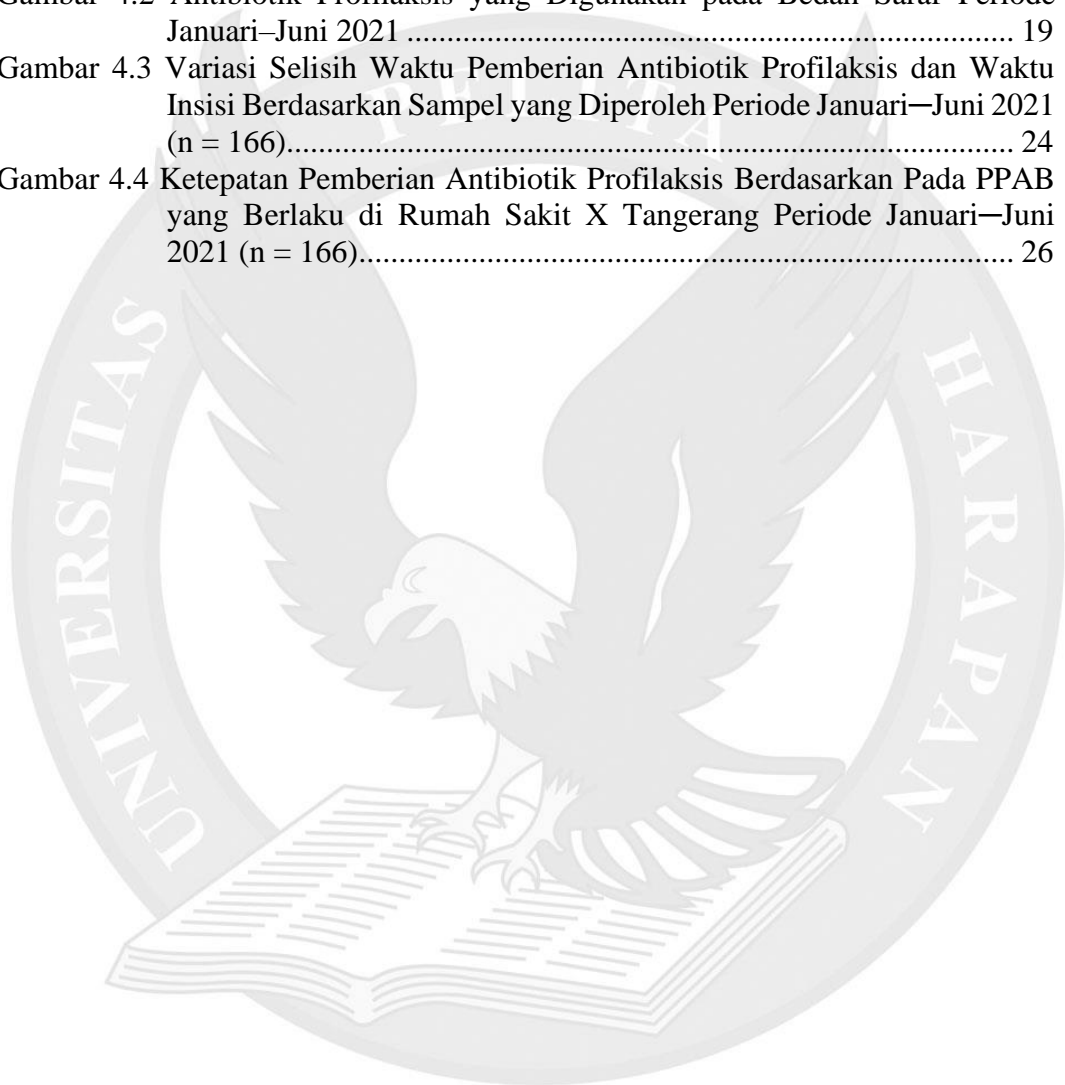 Gambar 4.2 Antibiotik Profilaksis yang Digunakan pada Bedah Saraf Periode
Januari–Juni 2021 ................................................................................ 19
Gambar 4.3 Variasi Selisih Waktu Pemberian Antibiotik Profilaksis dan Waktu
Insisi Berdasarkan Sampel yang Diperoleh Periode Januari─Juni 2021
(n = 166)........................................................................................... 24
Gambar 4.4 Ketepatan Pemberian Antibiotik Profilaksis Berdasarkan Pada PPAB
yang Berlaku di Rumah Sakit X Tangerang Periode Januari─Juni
2021 (n = 166).................................................................................. 26
UNIVERSITAS PELITA HARAPAN